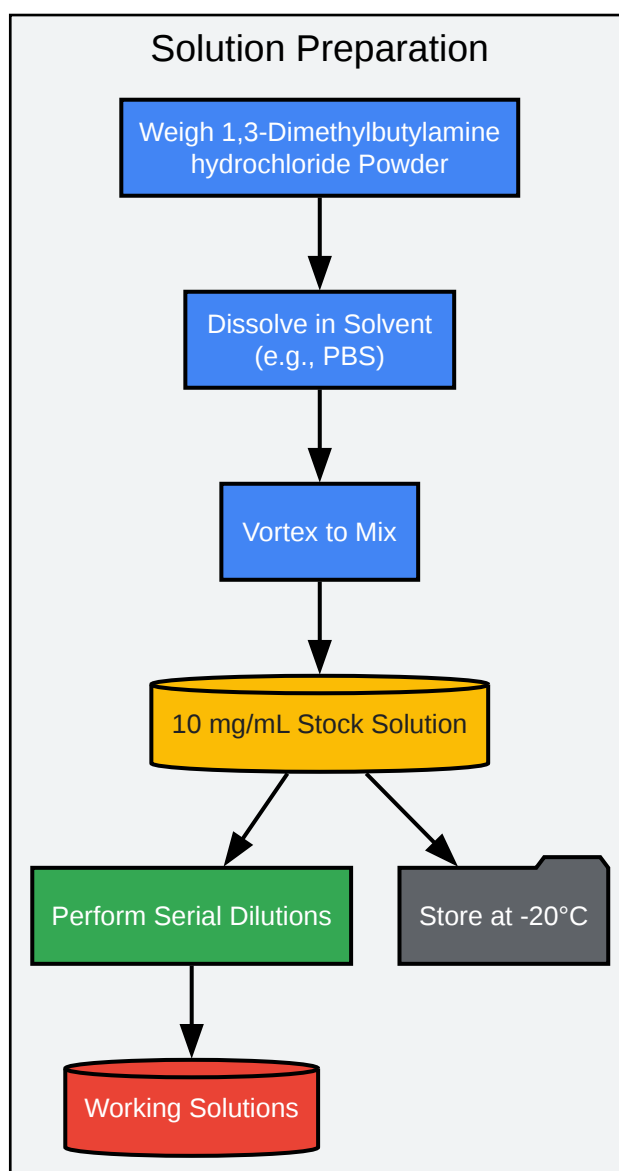 Solution Preparation
Weigh 1,3-Dimethylbutylamine
hydrochloride Powder
Dissolve in Solvent
(e.g., PBS)
Vortex to Mix
10 mg/mL Stock Solution
Perform Serial Dilutions
Store at -20°C
Working Solutions